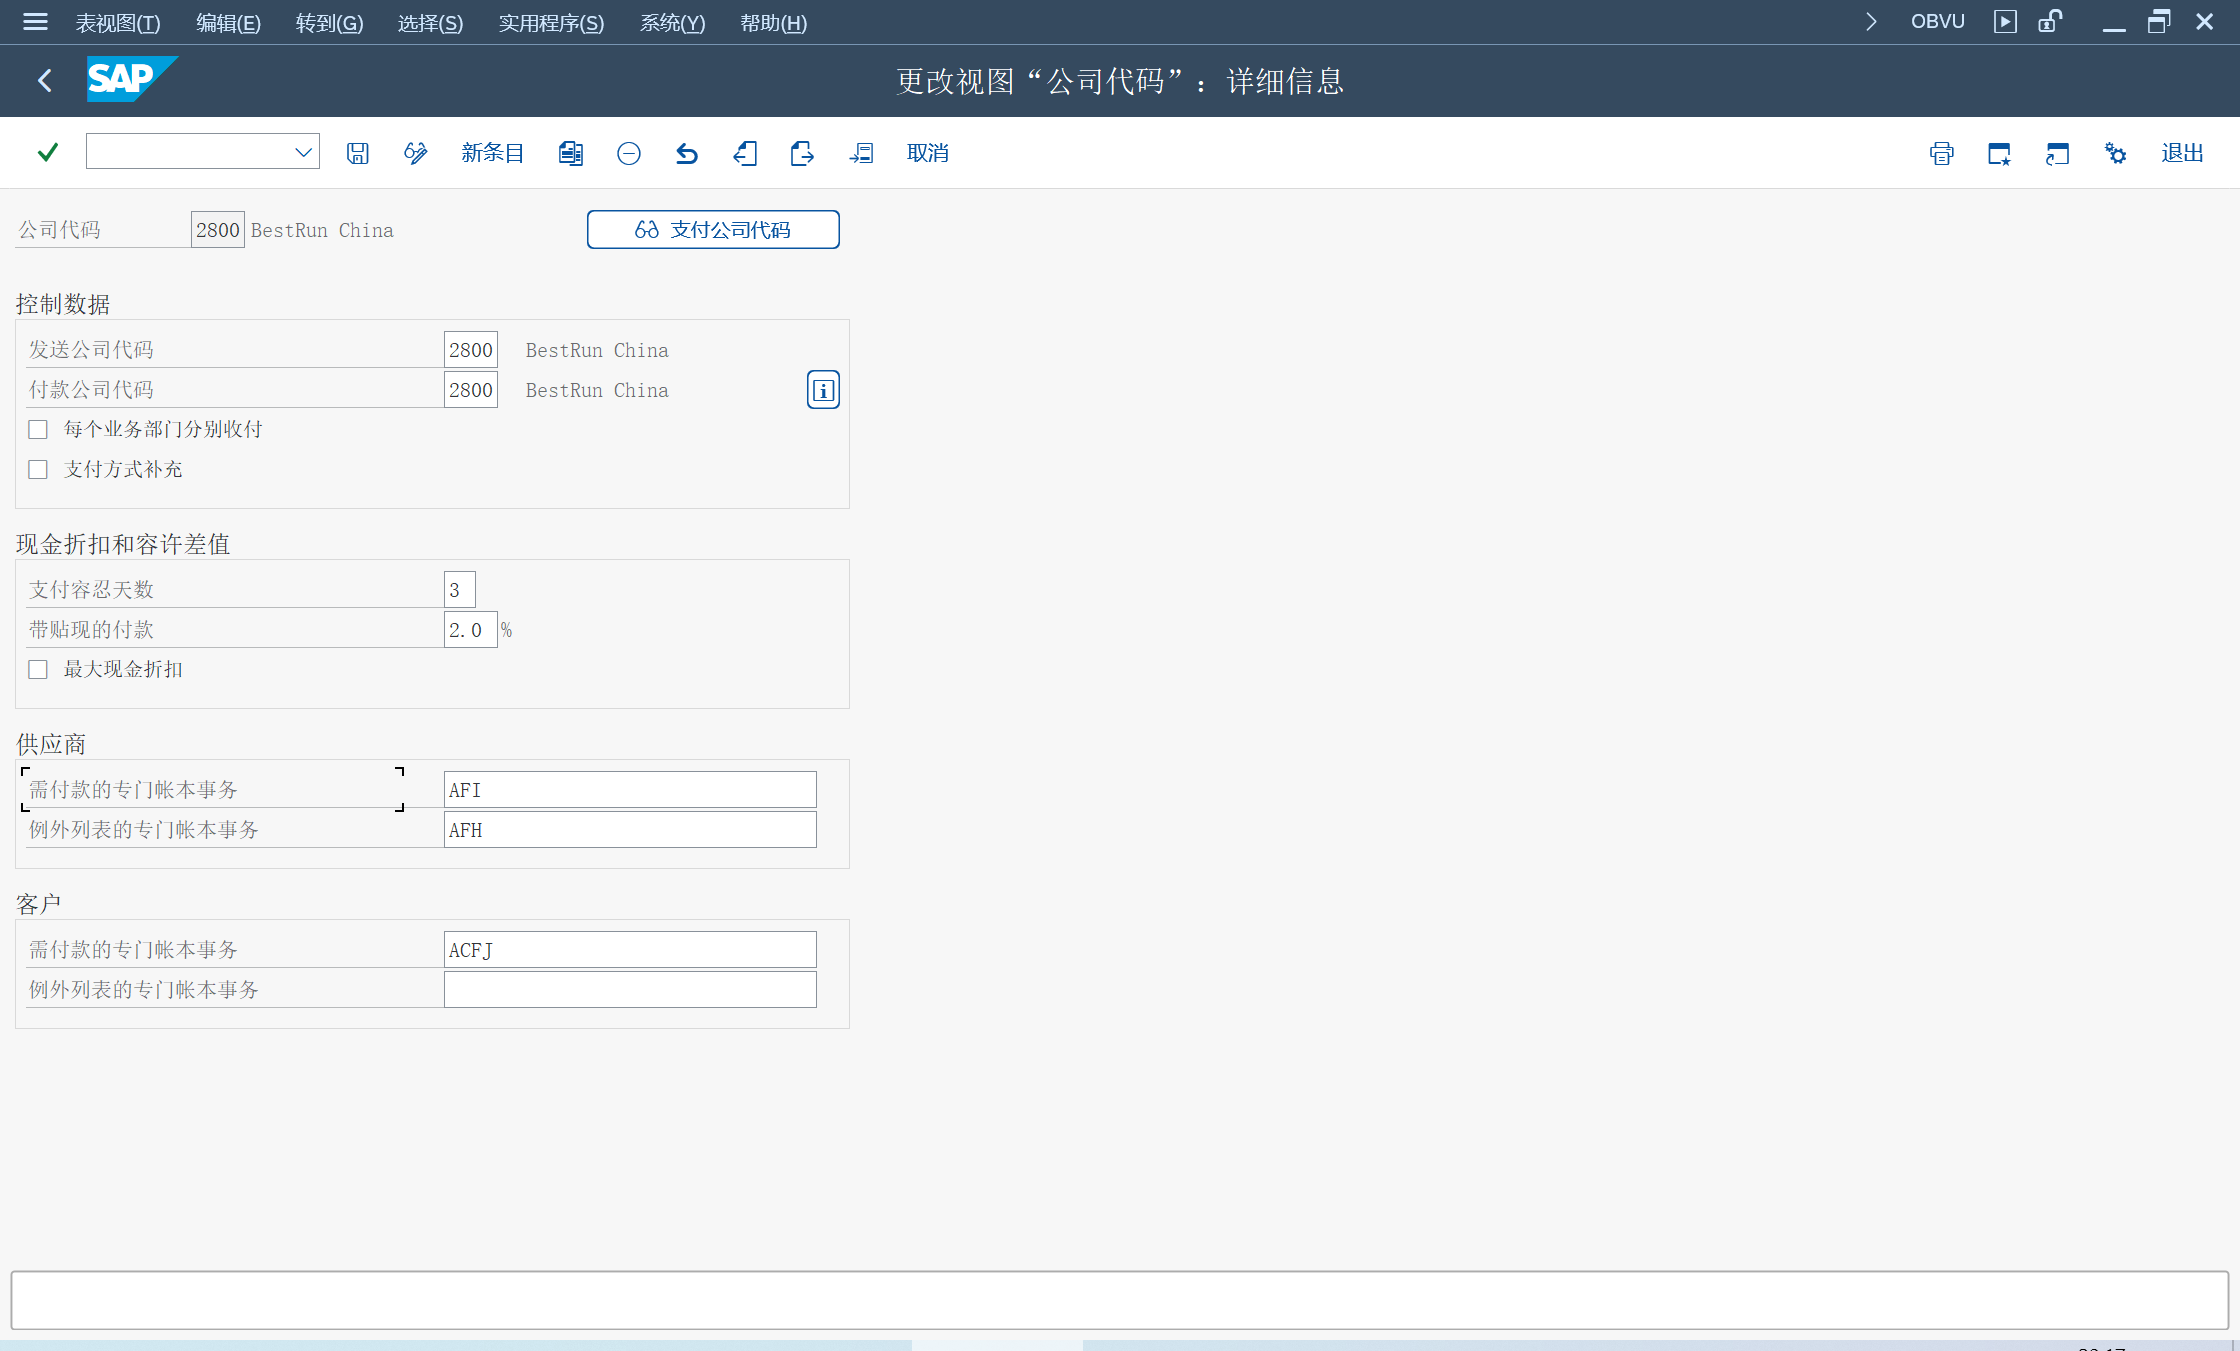 表视图(T) 编辑(E) 转到(G) 选择(S) 实用程序(S) 系统(Y) 帮助(H) OBVU
SAP 更改视图“公司代码”：详细信息
新条目 取消 退出
公司代码 2800 BestRun China 支付公司代码
控制数据
发送公司代码 2800 BestRun China
付款公司代码 2800 BestRun China
每个业务部门分别收付
支付方式补充
现金折扣和容许差值
支付容忍天数 3
带贴现的付款 2.0 %
最大现金折扣
供应商
需付款的专门帐本事务 AFI
例外列表的专门帐本事务 AFH
客户
需付款的专门帐本事务 ACFJ
例外列表的专门帐本事务